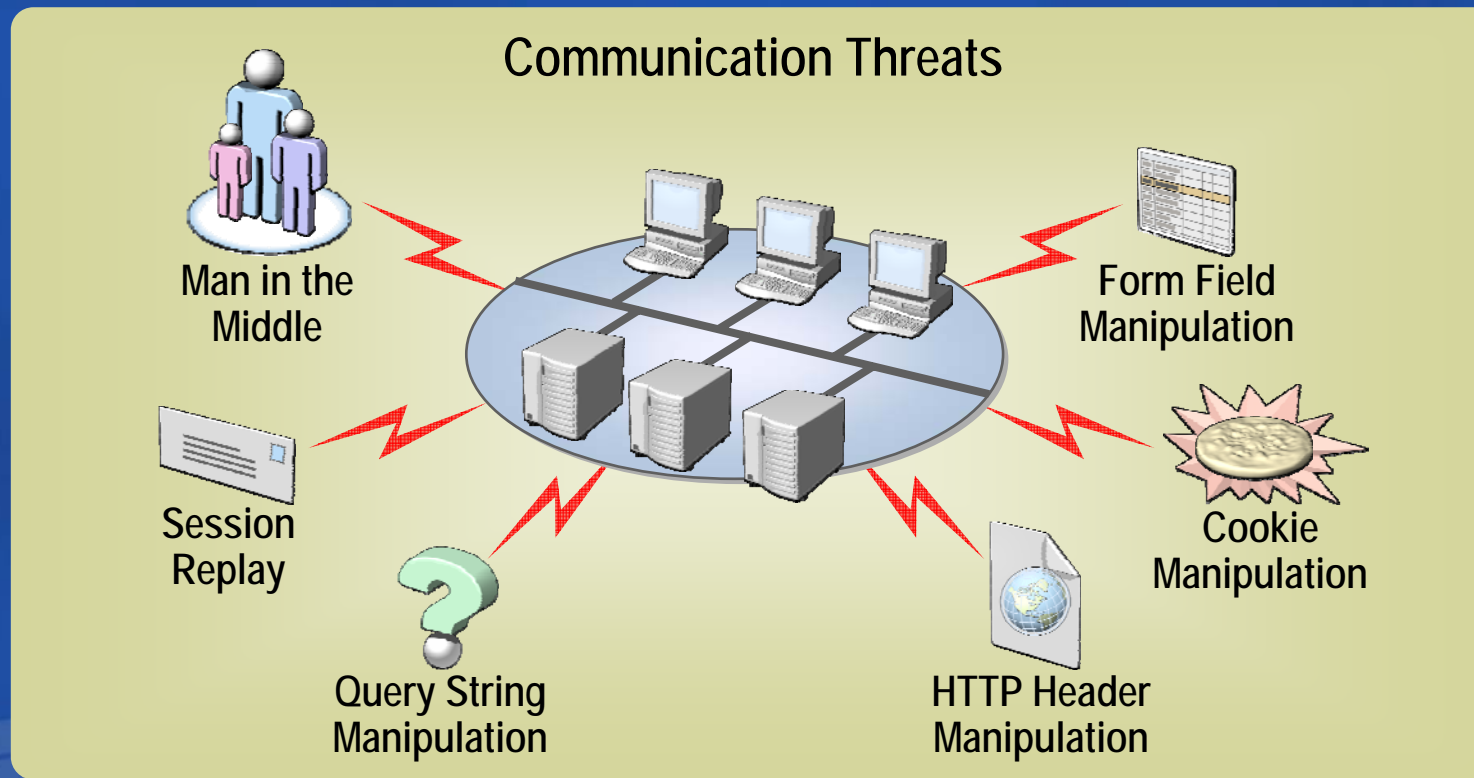 Communication Threats
Man in the
Middle
Form Field
Manipulation
Session
Replay
Cookie
Manipulation
Query String
Manipulation
HTTP Header
Manipulation